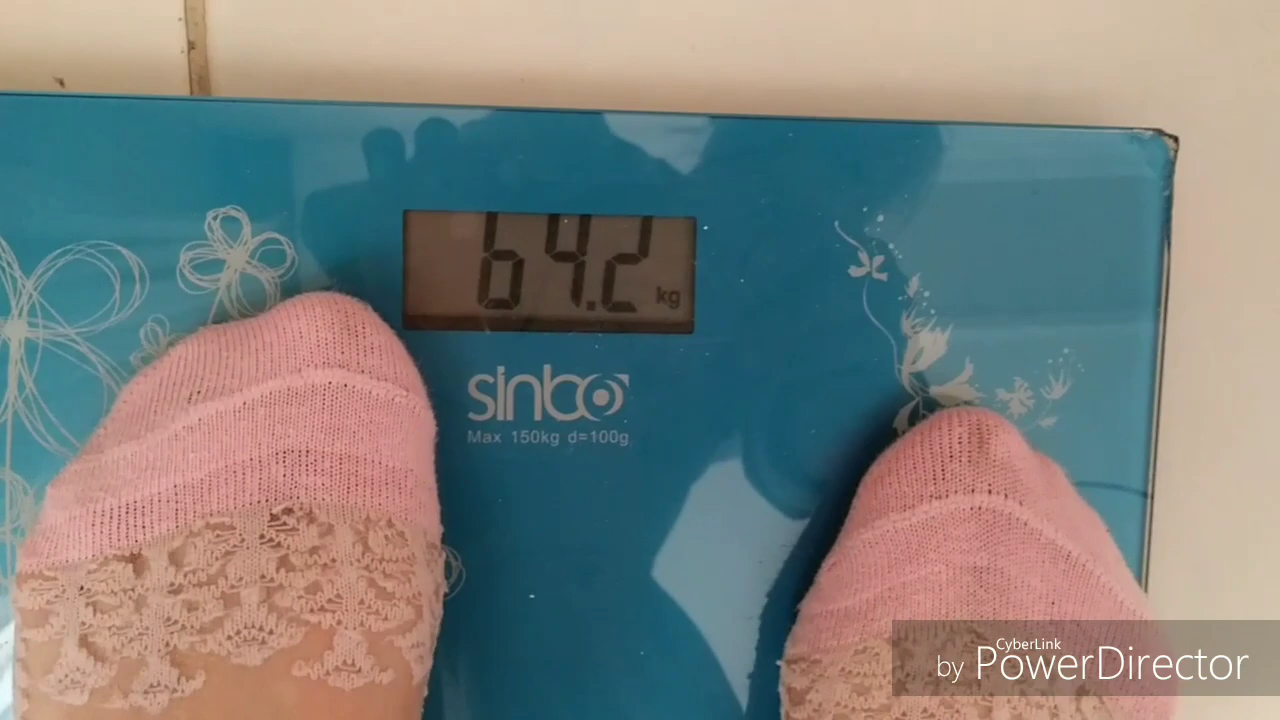 64.2 kg
sinbo
Max 150kg d=100g
CyberLink
by PowerDirector